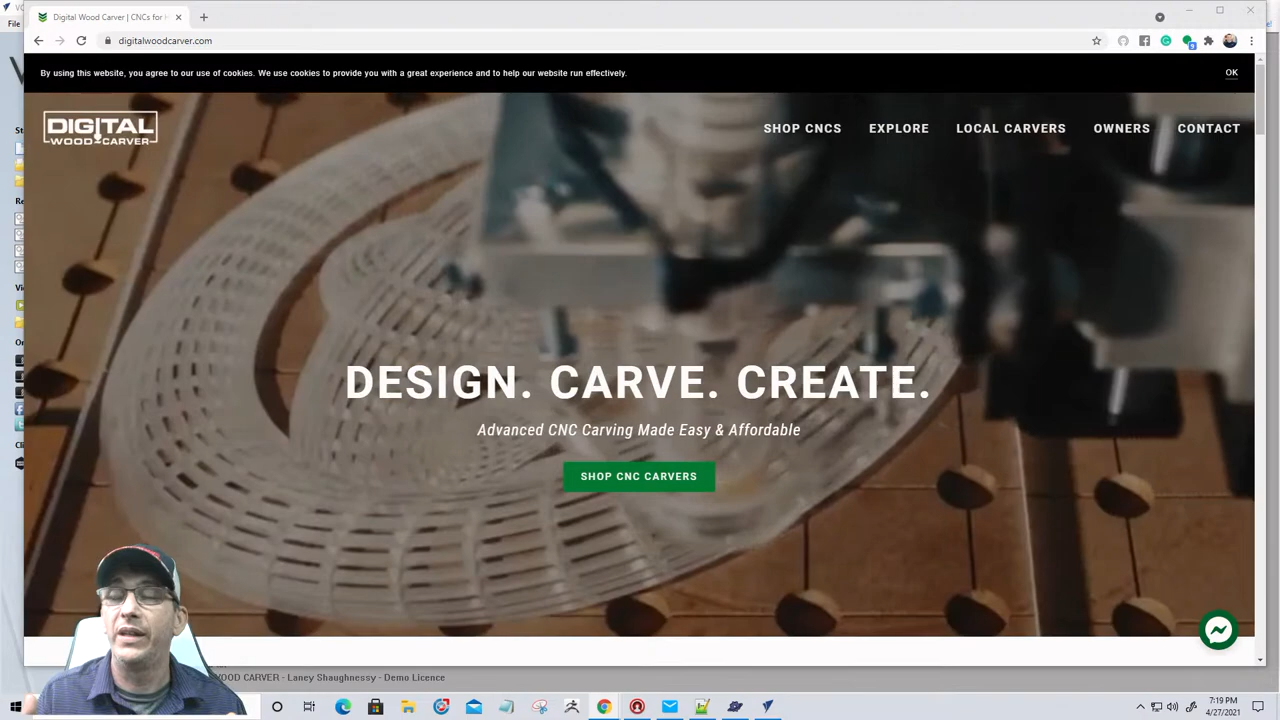 Digital Wood Carver | CNCs for H
digitalwoodcarver.com
File
By using this website, you agree to our use of cookies. We use cookies to provide you with a great experience and to help our website run effectively.
OK
DIGITAL
WOOD CARVER
SHOP CNCS
EXPLORE
LOCAL CARVERS
OWNERS
CONTACT
DESIGN. CARVE. CREATE.
Advanced CNC Carving Made Easy & Affordable
SHOP CNC CARVERS
WOOD CARVER - Laney Shaughnessy - Demo Licence
7:19 PM
4/27/2021